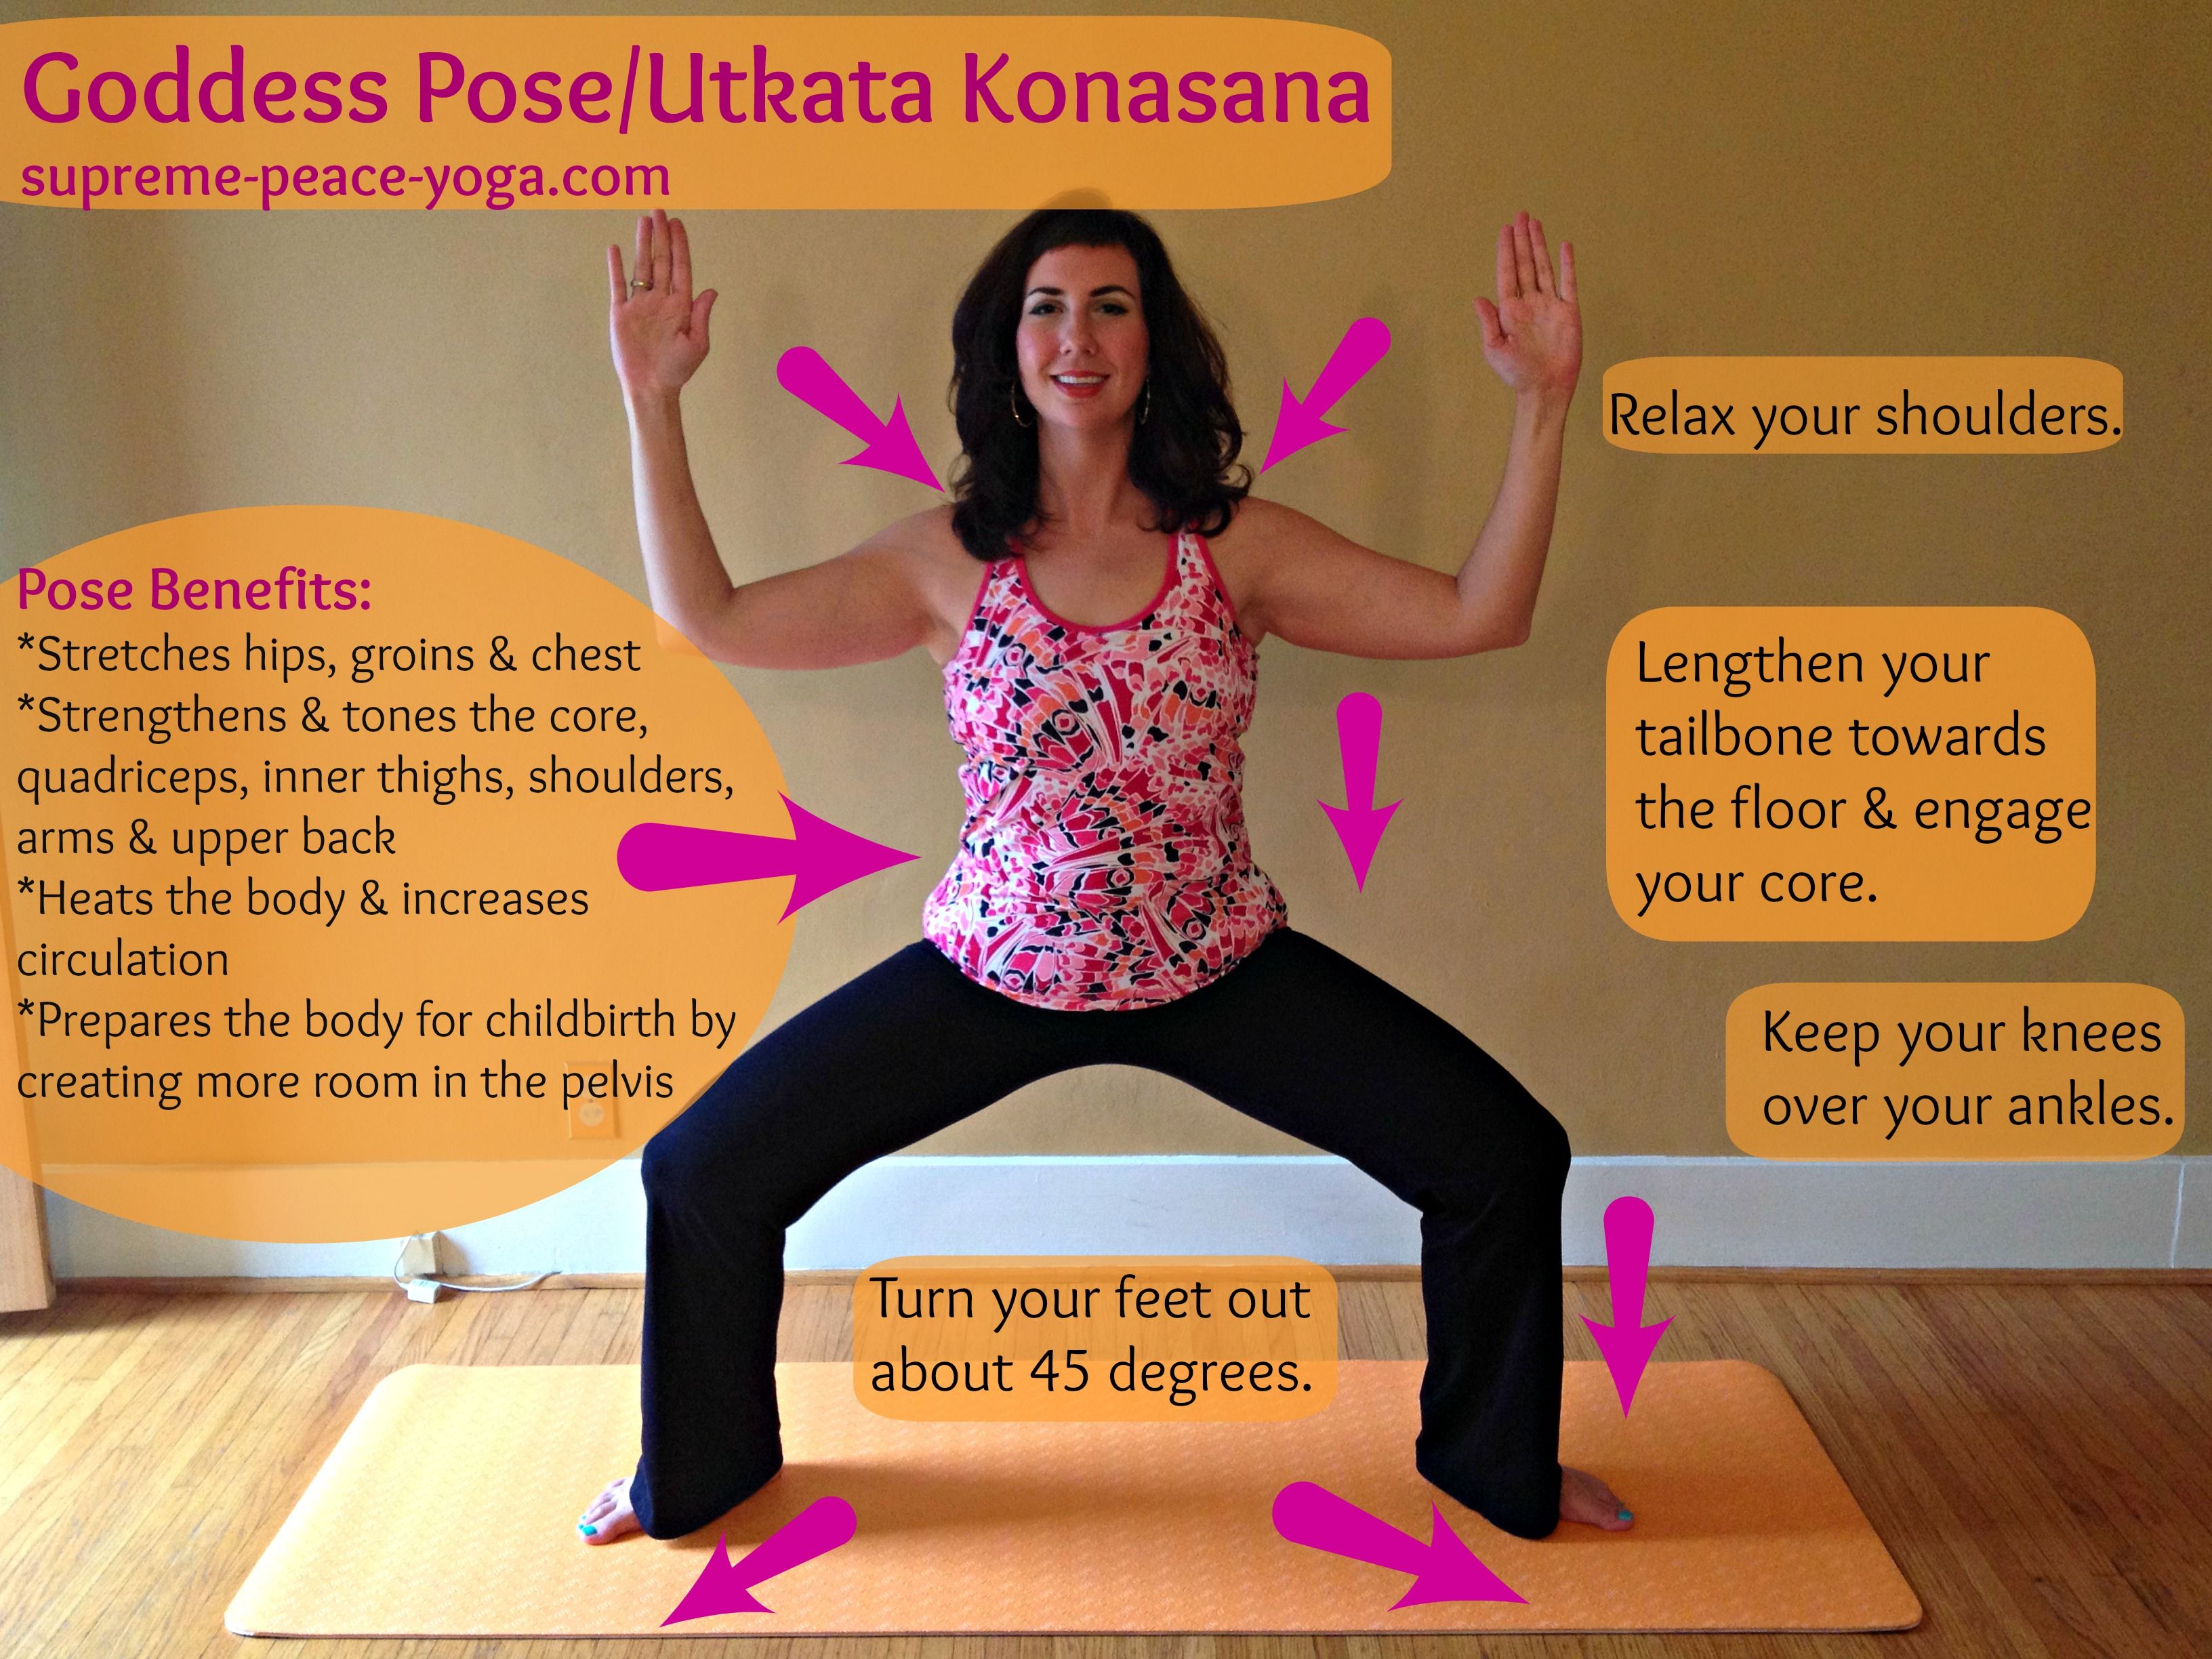 Goddess Pose/Utkata Konasana
supreme-peace-yoga.com
Relax your shoulders.
Pose Benefits:
*Stretches hips, groins & chest
*Strengthens & tones the core,
quadriceps, inner thighs, shoulders,
arms & upper back
*Heats the body & increases
circulation
*Prepares the body for childbirth by
creating more room in the pelvis
Lengthen your
tailbone towards
the floor & engage
your core.
Keep your knees
over your ankles.
Turn your feet out
about 45 degrees.